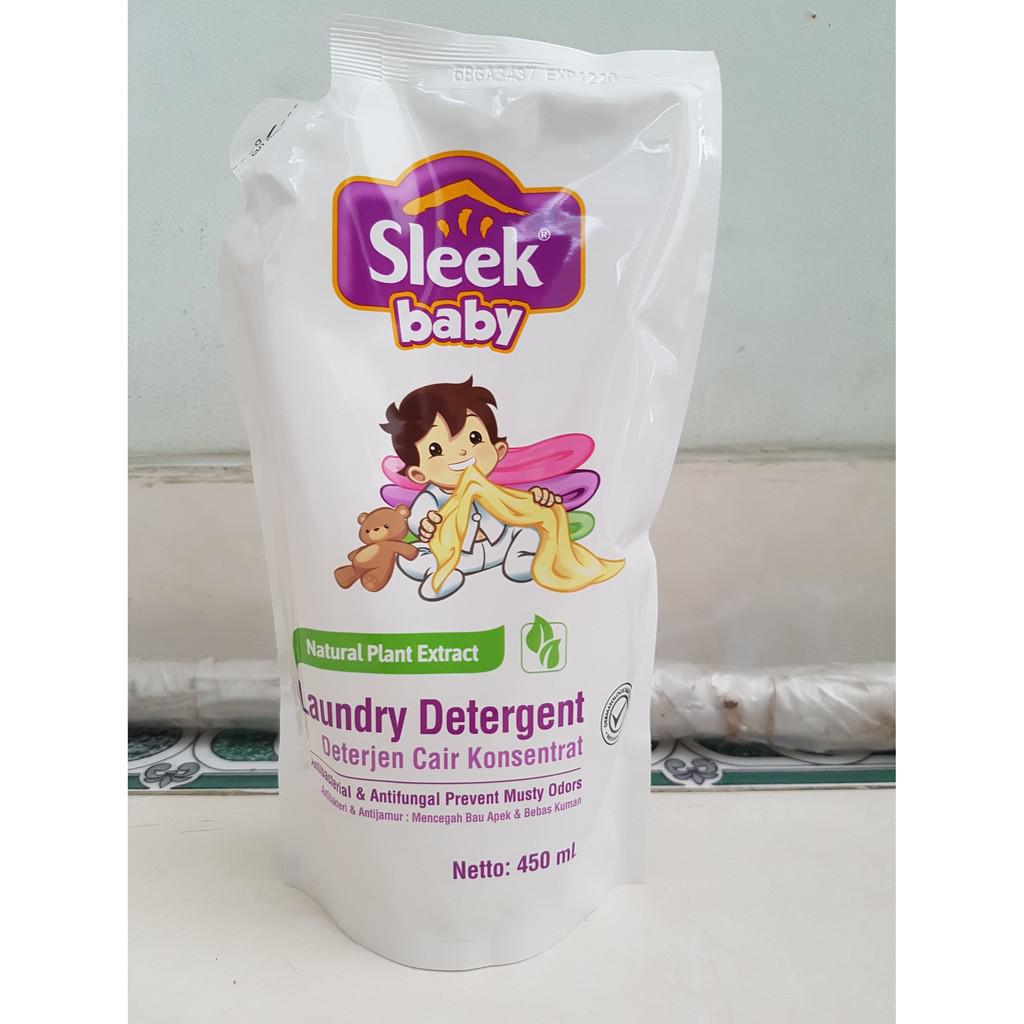 EXP 1220
Sleek®
baby
Natural Plant Extract
Laundry Detergent
Deterjen Cair Konsentrat
Antibacterial & Antifungal Prevent Musty Odors
Antibakteri & Antijamur : Mencegah Bau Apek & Bebas Kuman
Netto: 450 mL